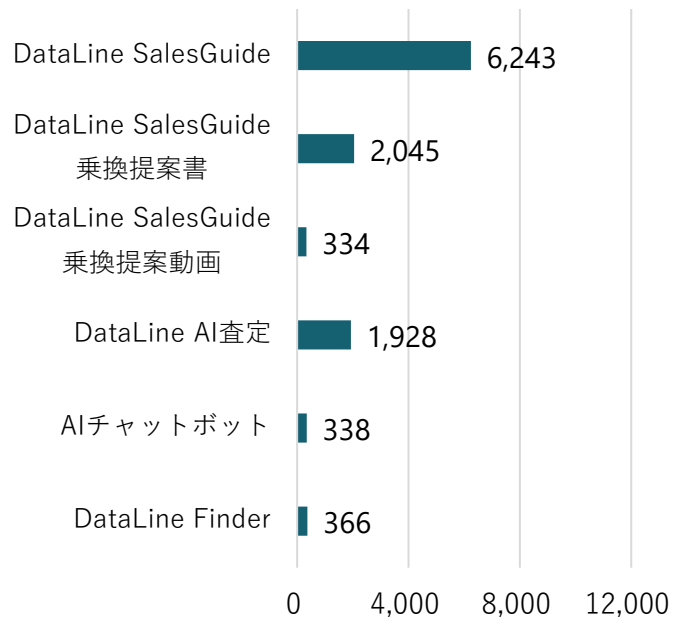 DataLine SalesGuide
6,243
DataLine SalesGuide
乗換提案書
2,045
DataLine SalesGuide
乗換提案動画
334
DataLine AI査定
1,928
AIチャットボット
338
DataLine Finder
366
0 4,000 8,000 12,000